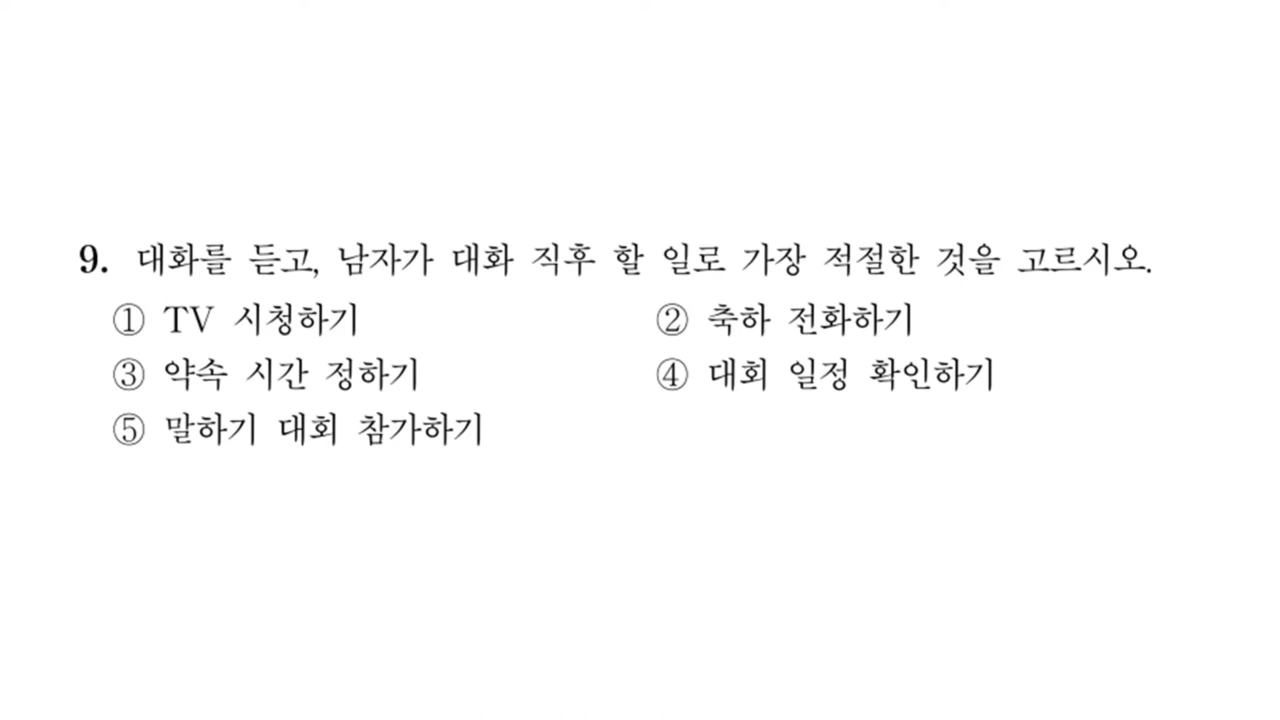 9. 대화를 듣고, 남자가 대화 직후 할 일로 가장 적절한 것을 고르시오.
① TV 시청하기 ② 축하 전화하기
③ 약속 시간 정하기 ④ 대회 일정 확인하기
⑤ 말하기 대회 참가하기